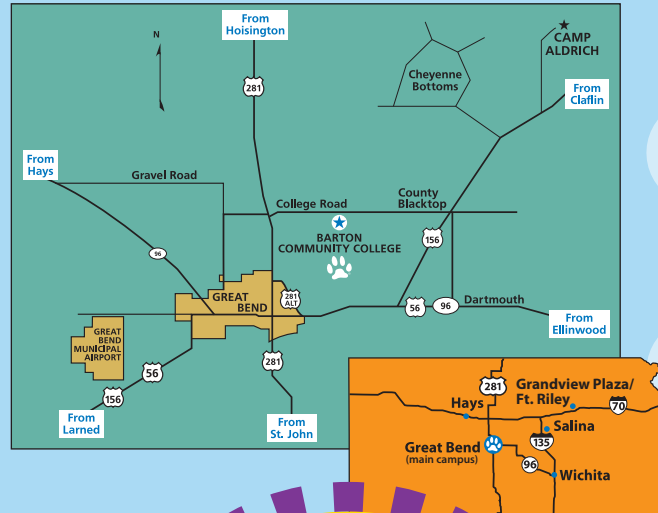 From
Hoisington
N
281
CAMP
ALDRICH
Cheyenne
Bottoms
From
Claflin
From
Hays
Gravel Road
College Road
County
Blacktop
BARTON
COMMUNITY COLLEGE
156
96
GREAT
BEND
281
ALT
56
96
Dartmouth
From
Ellinwood
GREAT
BEND
MUNICIPAL
AIRPORT
56
281
156
From
Larned
From
St. John
281
Grandview Plaza/
Ft. Riley
70
Hays
Salina
135
Great Bend
(main campus)
96
Wichita